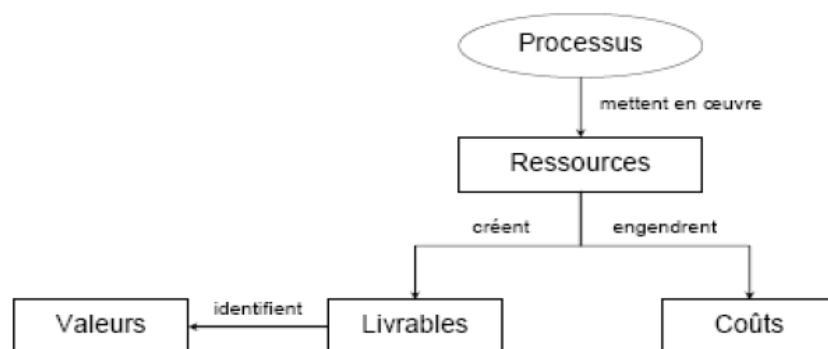 Processus
mettent en œuvre
Ressources
créent
engendrent
identifient
Valeurs
Livrables
Coûts